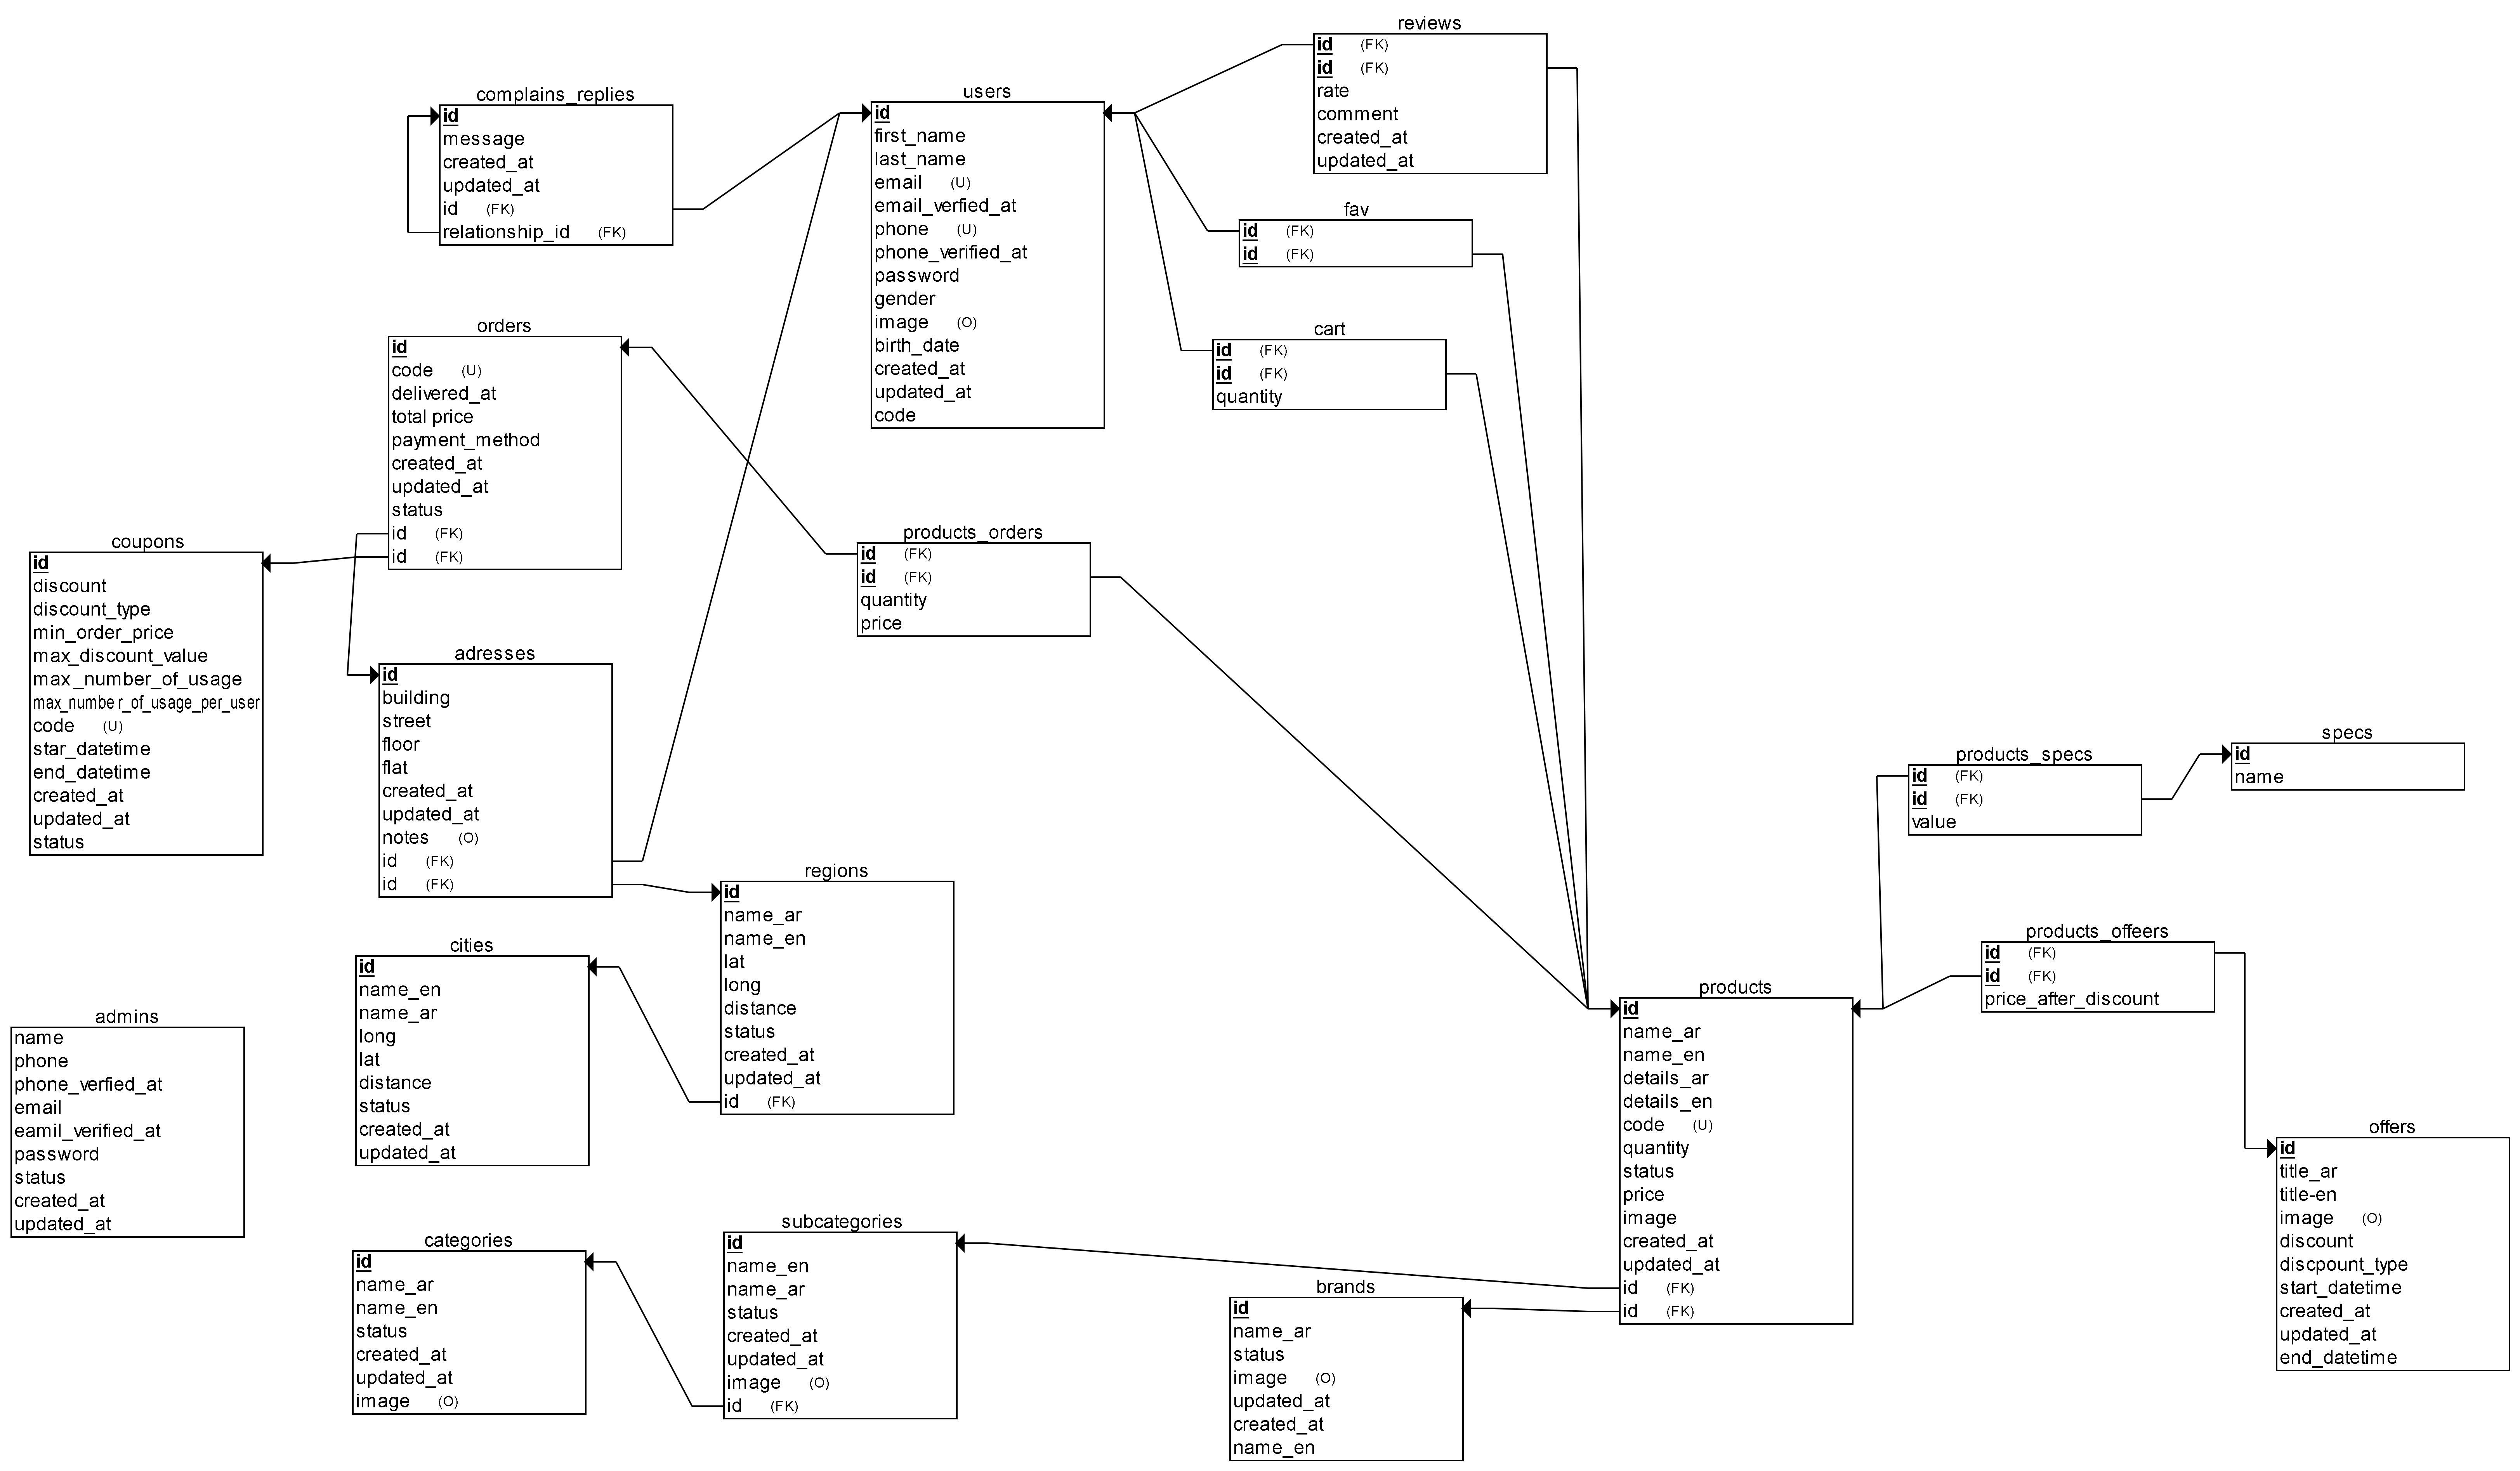 reviews
id (FK)
id (FK)
rate
comment
created_at
updated_at
complains_replies
id
message
created_at
updated_at
id (FK)
relationship_id (FK)
users
id
first_name
last_name
email (U)
email_verfied_at
phone (U)
phone_verified_at
password
gender
image (O)
birth_date
created_at
updated_at
code
fav
id (FK)
id (FK)
cart
id (FK)
id (FK)
quantity
orders
id
code (U)
delivered_at
total price
payment_method
created_at
updated_at
status
id (FK)
id (FK)
coupons
id
discount
discount_type
min_order_price
max_discount_value
max_number_of_usage
max_number_of_usage_per_user
code (U)
star_datetime
end_datetime
created_at
updated_at
status
products_orders
id (FK)
id (FK)
quantity
price
adresses
id
building
street
floor
flat
created_at
updated_at
notes (O)
id (FK)
id (FK)
specs
id
name
products_specs
id (FK)
id (FK)
value
regions
id
name_ar
name_en
lat
long
distance
status
created_at
updated_at
id (FK)
cities
id
name_en
name_ar
long
lat
distance
status
created_at
updated_at
products_offeers
id (FK)
id (FK)
price_after_discount
admins
name
phone
phone_verfied_at
email
eamil_verified_at
password
status
created_at
updated_at
products
id
name_ar
name_en
details_ar
details_en
code (U)
quantity
status
price
image
created_at
updated_at
id (FK)
id (FK)
offers
id
title_ar
title-en
image (O)
discount
discpount_type
start_datetime
created_at
updated_at
end_datetime
categories
id
name_ar
name_en
status
created_at
updated_at
image (O)
subcategories
id
name_en
name_ar
status
created_at
updated_at
image (O)
id (FK)
brands
id
name_ar
status
image (O)
updated_at
created_at
name_en